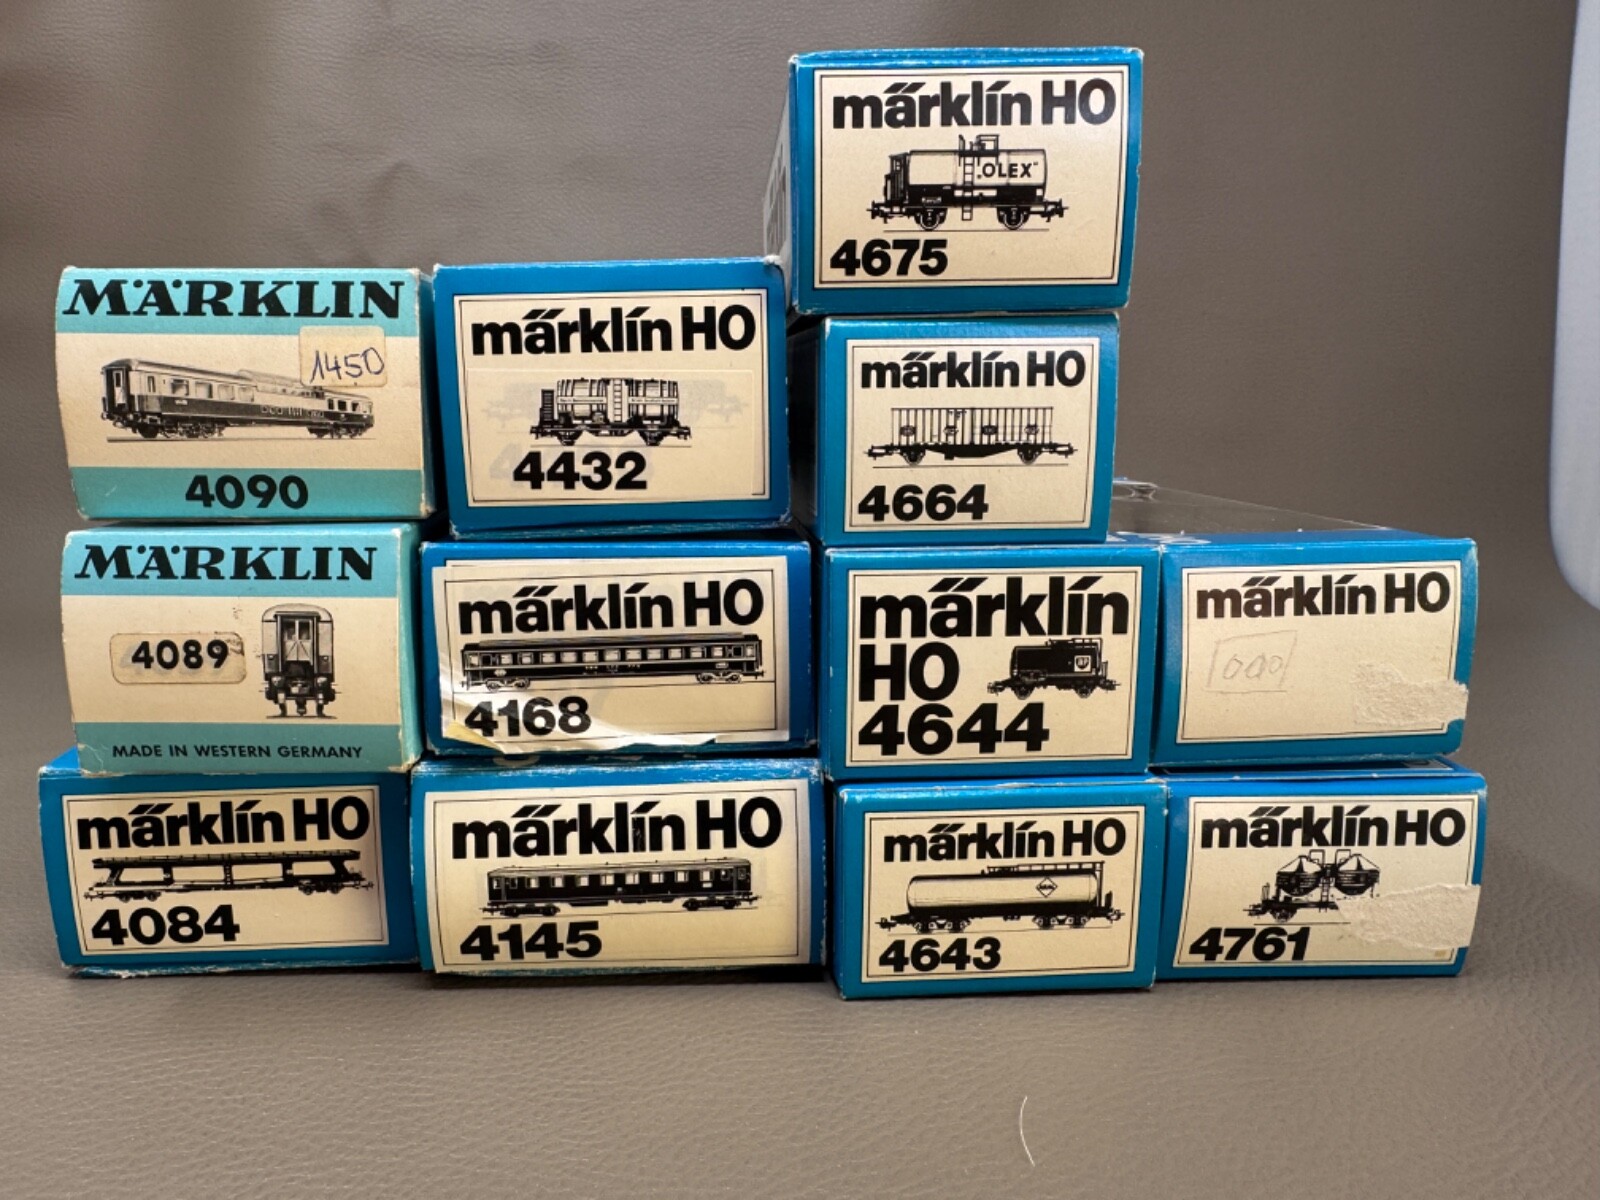 märklin HO
"OLEX"
4675
MÄRKLIN
1450
4090
märklin HO
4432
märklin HO
4664
MÄRKLIN
4089
MADE IN WESTERN GERMANY
märklin HO
4168
märklin
HO
BP
4644
märklin HO
märklin HO
4084
märklin HO
4145
märklin HO
4643
märklin HO
4761